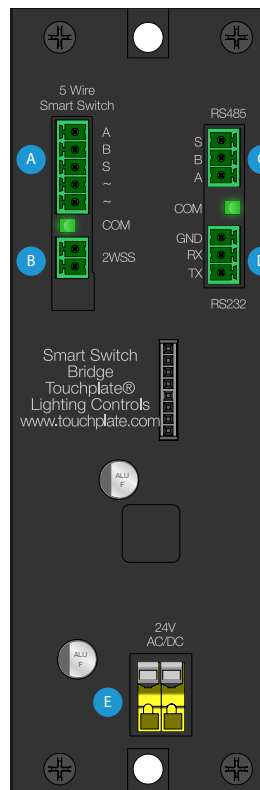 5 Wire
Smart Switch
A
B
S
~
~
COM
2WSS
A
B
RS485
S
B
A
COM
GND
RX
TX
RS232
D
Smart Switch
Bridge
Touchplate®
Lighting Controls
www.touchplate.com
ALU
F
ALU
F
24V
AC/DC
E